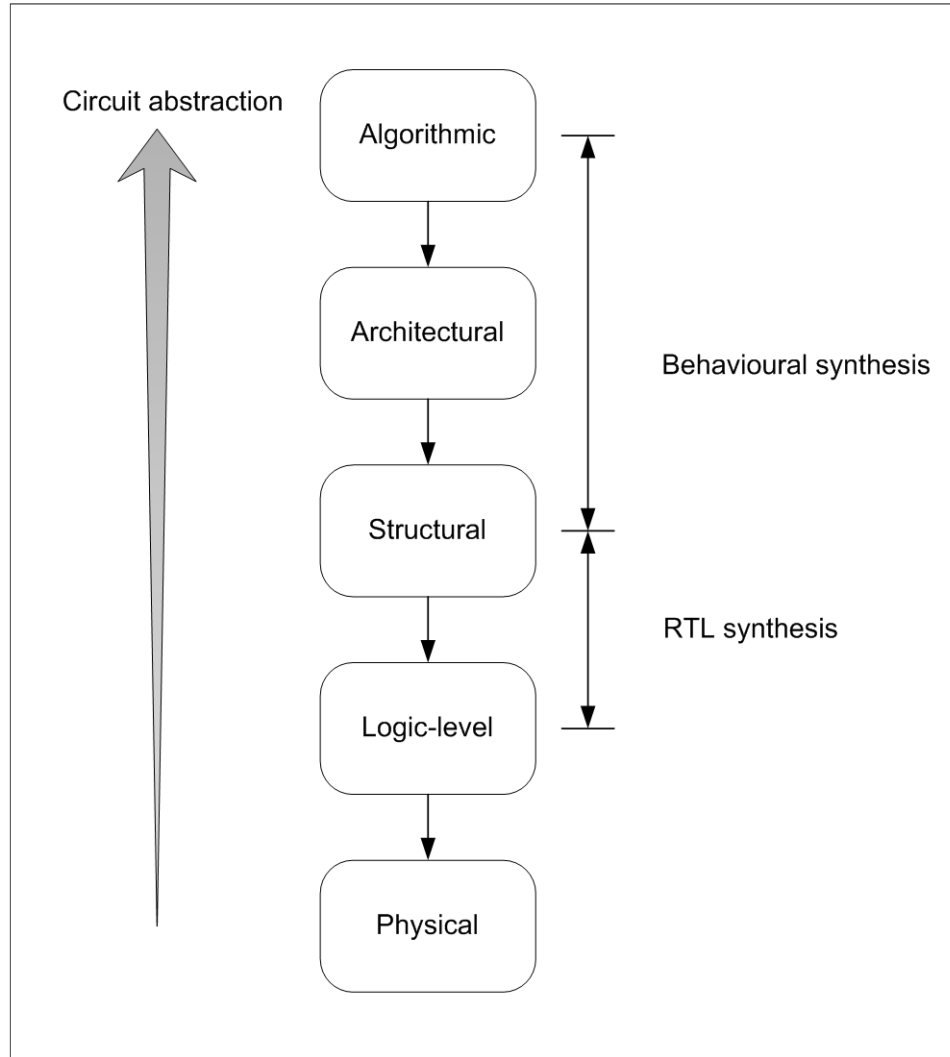 Circuit abstraction
Algorithmic
Architectural
Behavioural synthesis
Structural
RTL synthesis
Logic-level
Physical